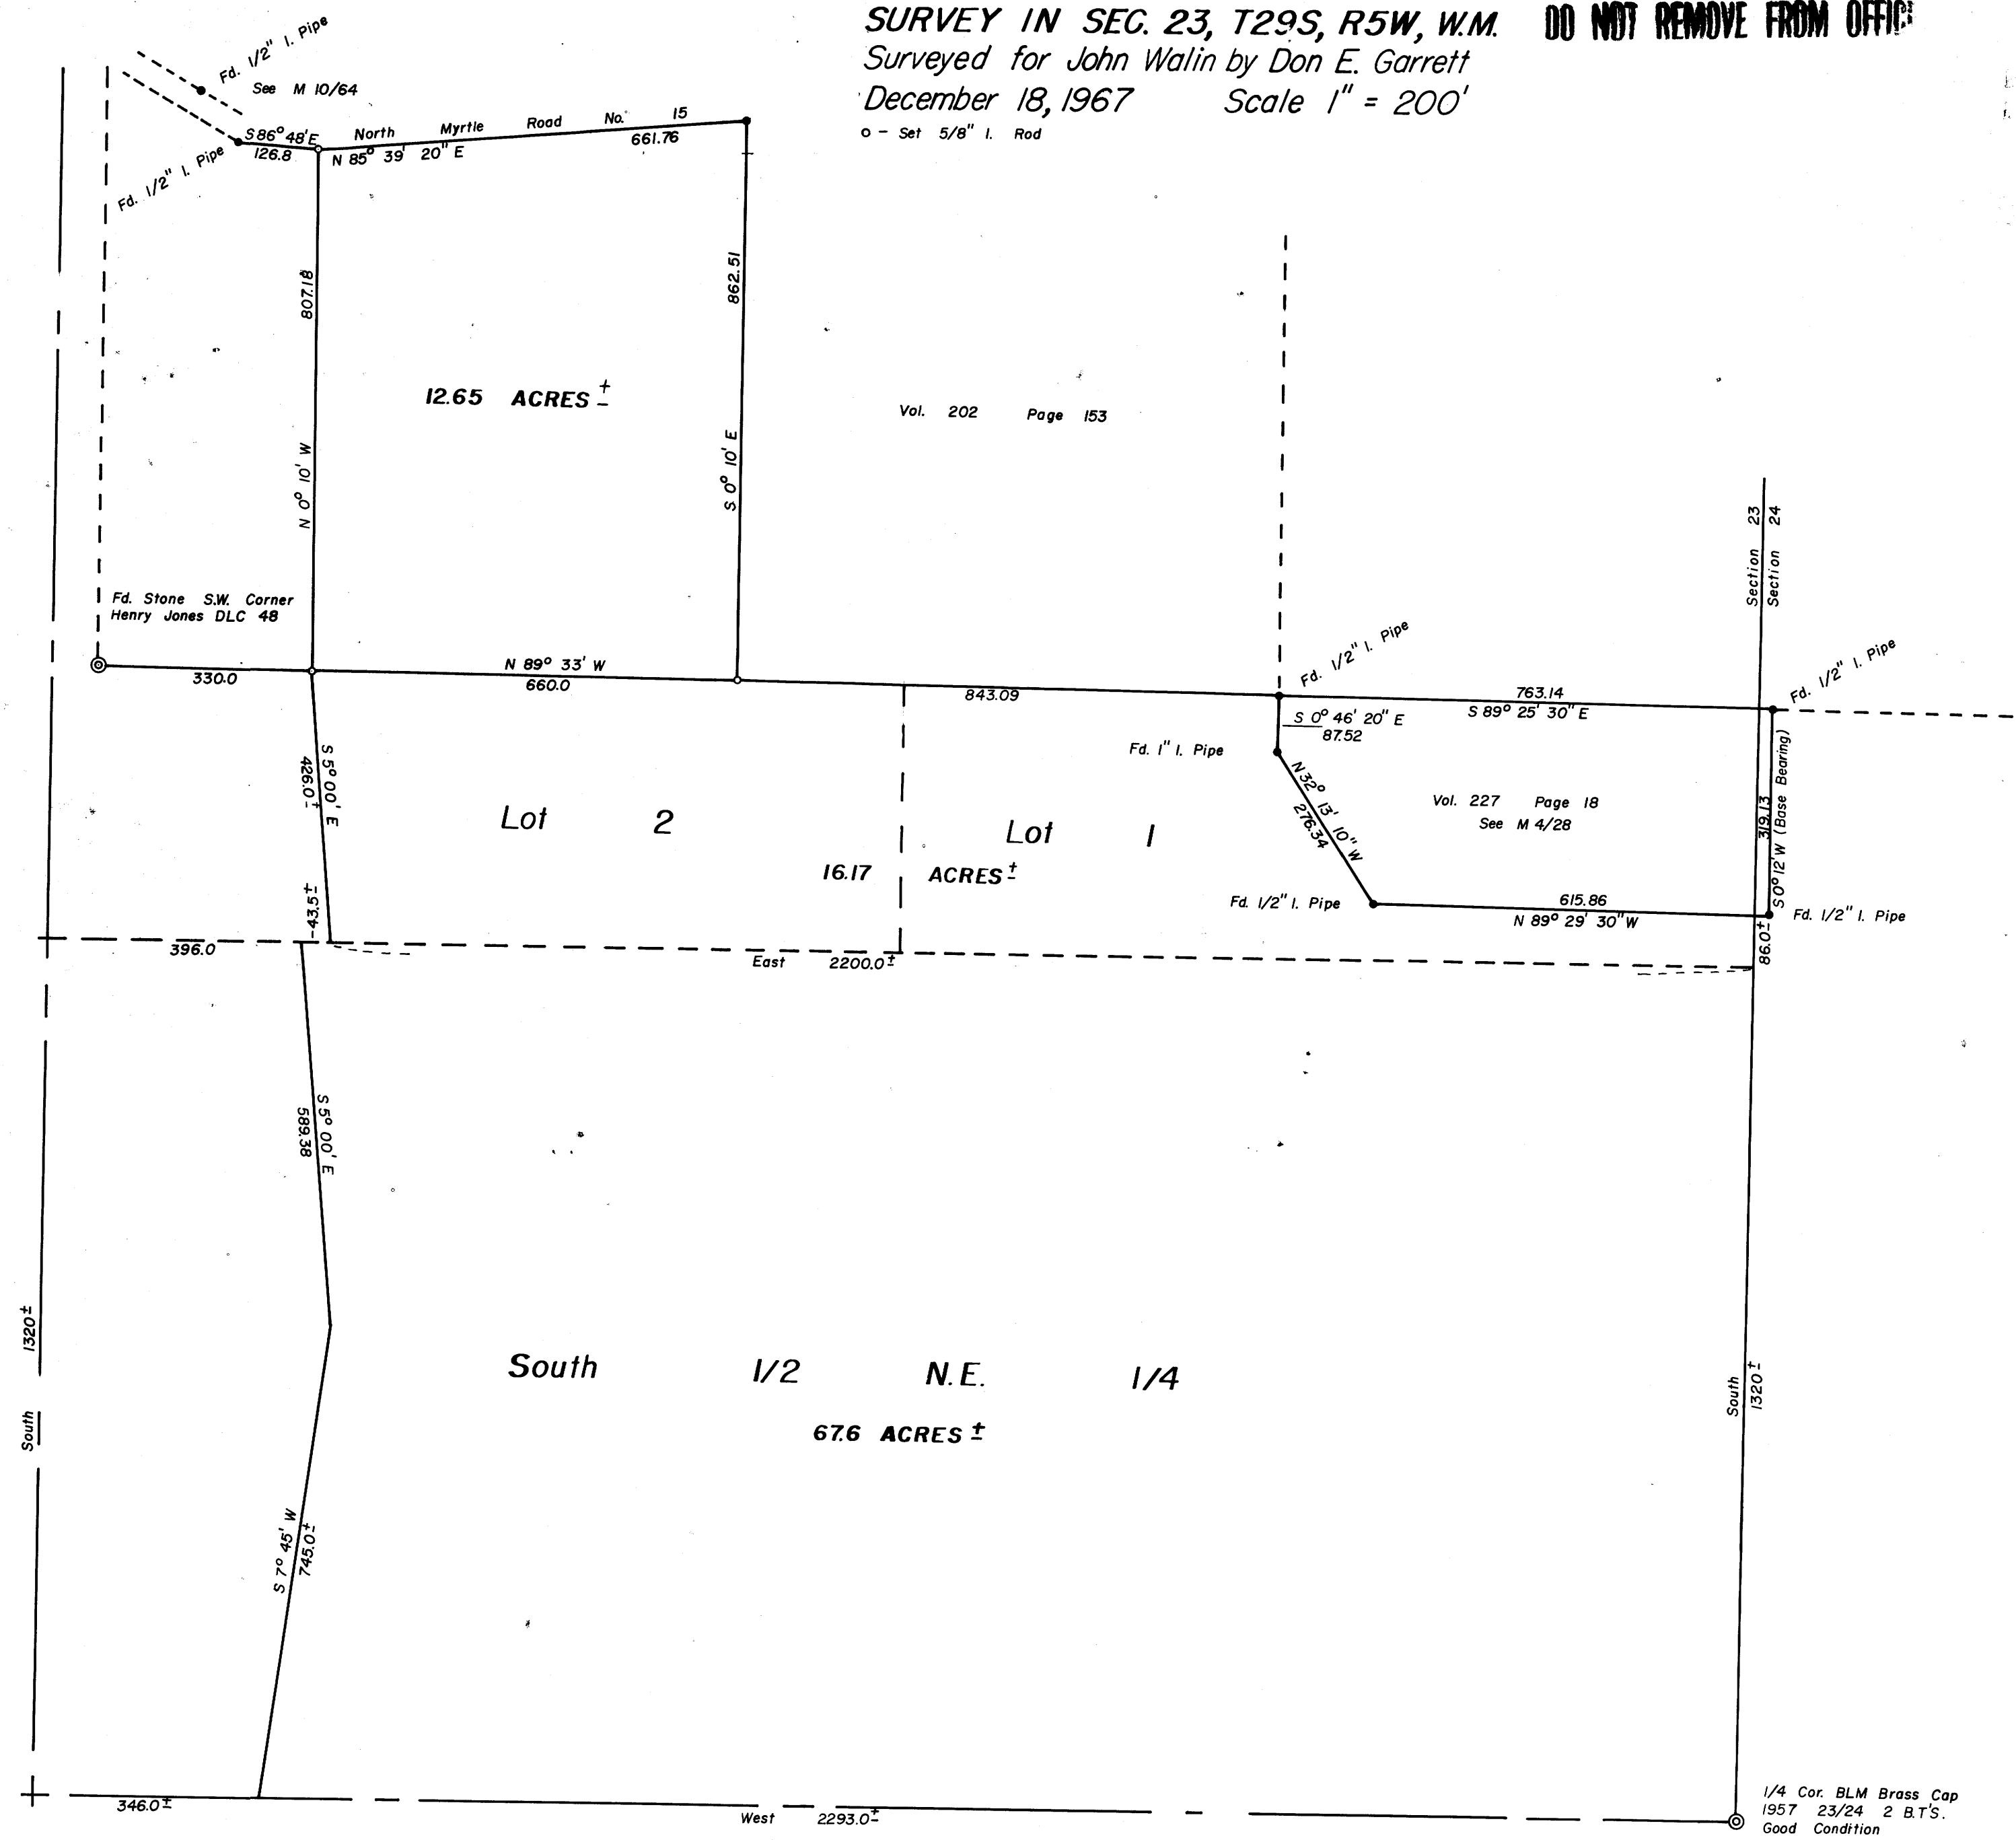 SURVEY IN SEC. 23, T29S, R5W, W.M.
DO NOT REMOVE FROM OFFICE
Surveyed for John Walin by Don E. Garrett
December 18, 1967 Scale 1" = 200'
o - Set 5/8" I. Rod
Fd. 1/2" I. Pipe
See M 10/64
S 86° 48' E
126.8
North Myrtle Road No. 15
N 85° 39' 20" E
661.76
Fd. 1/2" I. Pipe
807.18
N 0° 10' W
862.51
S 0° 10' E
12.65 ACRES ±
Vol. 202 Page 153
Section 23
Section 24
Fd. Stone S.W. Corner
Henry Jones DLC 48
330.0
N 89° 33' W
660.0
843.09
Fd. 1/2" I. Pipe
763.14
S 89° 25' 30" E
Fd. 1/2" I. Pipe
S 0° 46' 20" E
87.52
Fd. 1" I. Pipe
N 32° 13' 10" W
276.34
Vol. 227 Page 18
See M 4/28
319.13
S 0° 12' W (Base Bearing)
S 5° 00' E
426.0±
Lot 2
Lot 1
16.17 ACRES ±
Fd. 1/2" I. Pipe
615.86
N 89° 29' 30" W
Fd. 1/2" I. Pipe
86.0±
43.5±
396.0
East 2200.0±
S 5° 00' E
589.38
South 1320±
South 1/2 N.E. 1/4
67.6 ACRES ±
South
1320±
S 7° 45' W
745.0±
346.0±
West 2293.0±
1/4 Cor. BLM Brass Cap
1957 23/24 2 B.T'S.
Good Condition